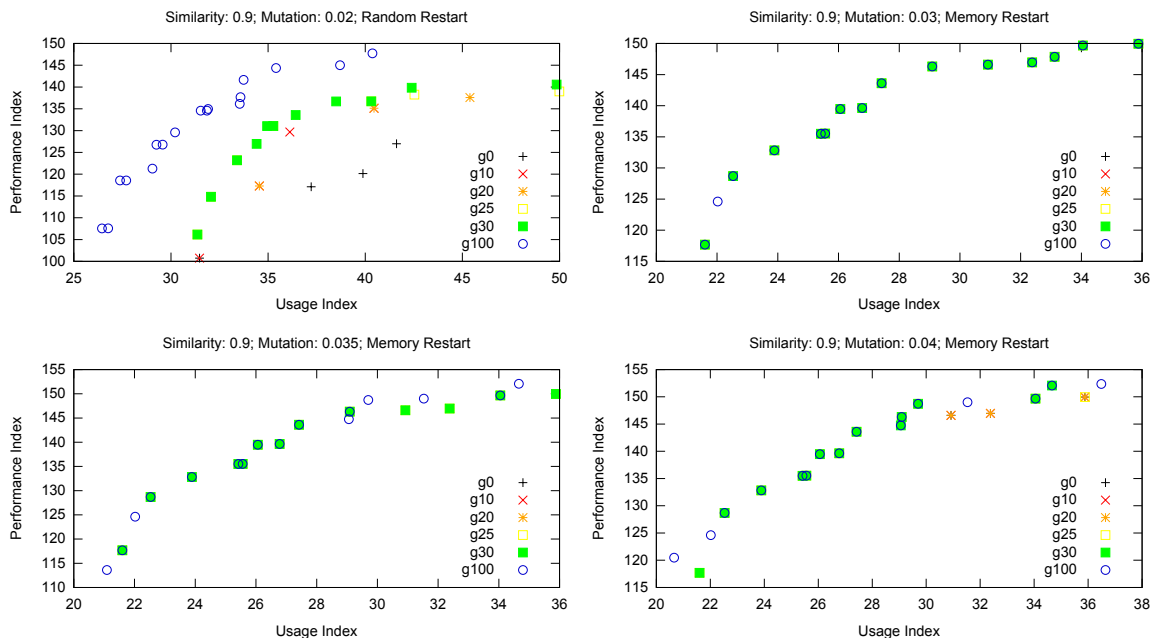 Similarity: 0.9; Mutation: 0.02; Random Restart
150
145
140
135
130
125
120
115
110
105
100
25 30 35 40 45 50
Performance Index
Usage Index
g0
g10
g20
g25
g30
g100
Similarity: 0.9; Mutation: 0.03; Memory Restart
150
145
140
135
130
125
120
115
20 22 24 26 28 30 32 34 36
Performance Index
Usage Index
g0
g10
g20
g25
g30
g100
Similarity: 0.9; Mutation: 0.035; Memory Restart
155
150
145
140
135
130
125
120
115
110
20 22 24 26 28 30 32 34 36
Performance Index
Usage Index
g0
g10
g20
g25
g30
g100
Similarity: 0.9; Mutation: 0.04; Memory Restart
155
150
145
140
135
130
125
120
115
20 22 24 26 28 30 32 34 36 38
Performance Index
Usage Index
g0
g10
g20
g25
g30
g100